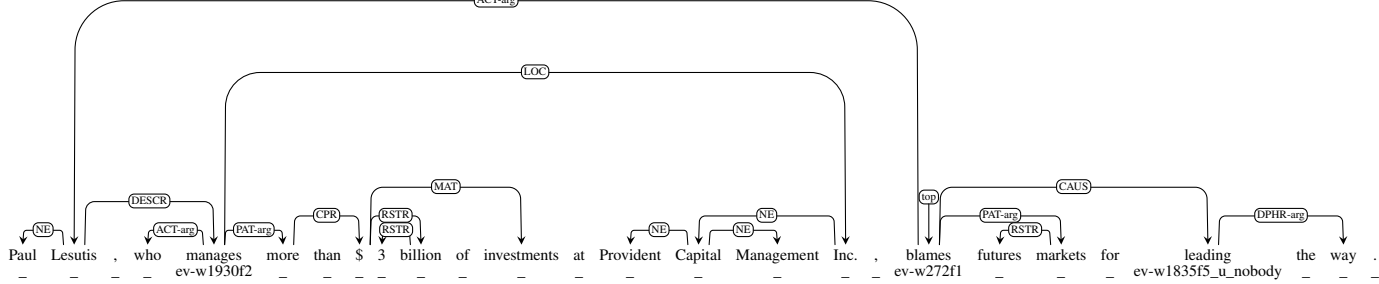 ACT-arg
LOC
DESCR MAT top CAUS
NE ACT-arg PAT-arg CPR RSTR RSTR NE NE NE PAT-arg RSTR DPHR-arg
Paul Lesutis , who manages more than $ 3 billion of investments at Provident Capital Management Inc. , blames futures markets for leading the way .
_ _ _ _ ev-w1930f2 _ _ _ _ _ _ _ _ _ _ _ _ _ ev-w272f1 _ _ _ ev-w1835f5_u_nobody _ _ _